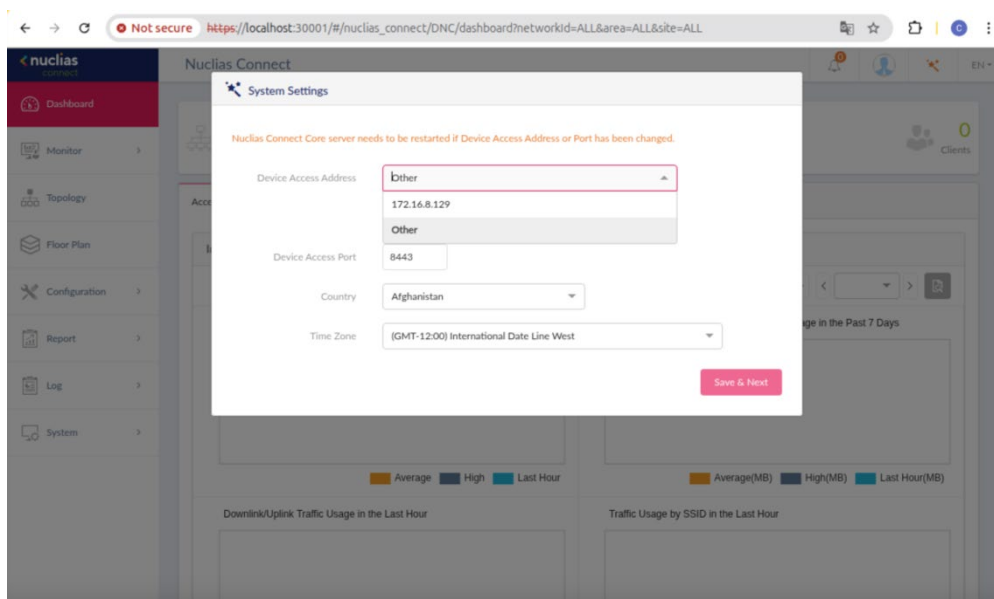 Not secure https://localhost:30001/#/nuclias_connect/DNC/dashboard?networkId=ALL&area=ALL&site=ALL
nuclias
connect
Nuclias Connect
EN
Dashboard
Monitor
Topology
Floor Plan
Configuration
Report
Log
System
System Settings
Nuclias Connect Core server needs to be restarted if Device Access Address or Port has been changed.
Device Access Address
Other
172.16.8.129
Other
Device Access Port
8443
Country
Afghanistan
Time Zone
(GMT-12:00) International Date Line West
Save & Next
0
Clients
in the Past 7 Days
Average High Last Hour
Average(MB) High(MB) Last Hour(MB)
Downlink/Uplink Traffic Usage in the Last Hour
Traffic Usage by SSID in the Last Hour